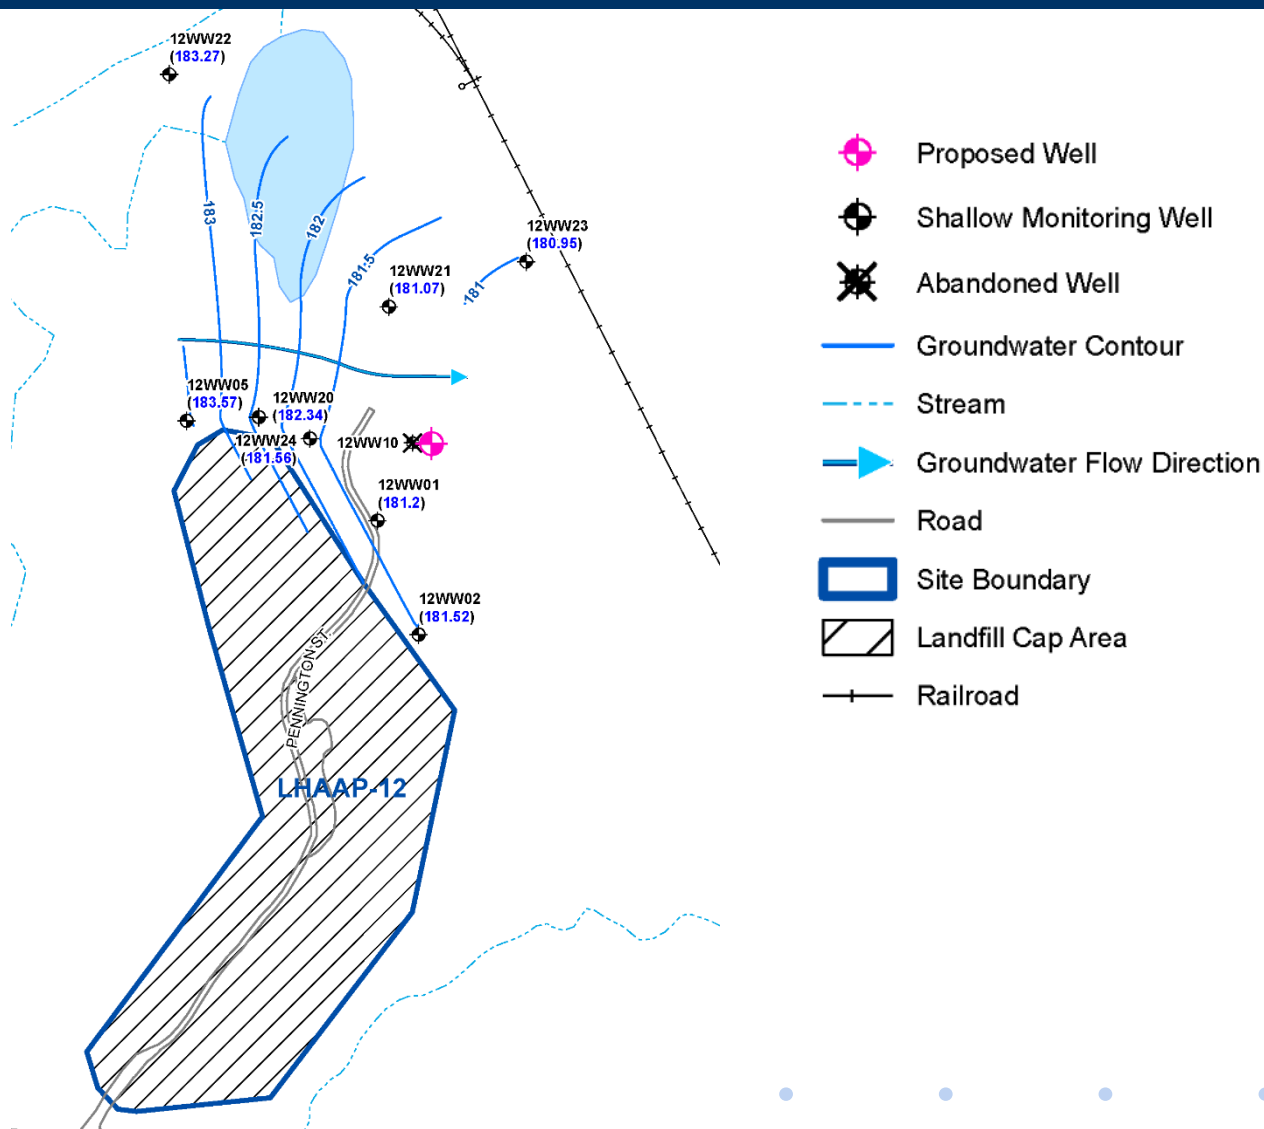 12WW22
(183.27)
183
182.5
182
181.5
12WW23
(180.95)
12WW21
(181.07)
181
12WW05
(183.57)
12WW20
(182.34)
12WW24
(181.56)
12WW10
12WW01
(181.2)
12WW02
(181.52)
PENNINGTON ST.
LHAAP-12
Proposed Well
Shallow Monitoring Well
Abandoned Well
Groundwater Contour
Stream
Groundwater Flow Direction
Road
Site Boundary
Landfill Cap Area
Railroad